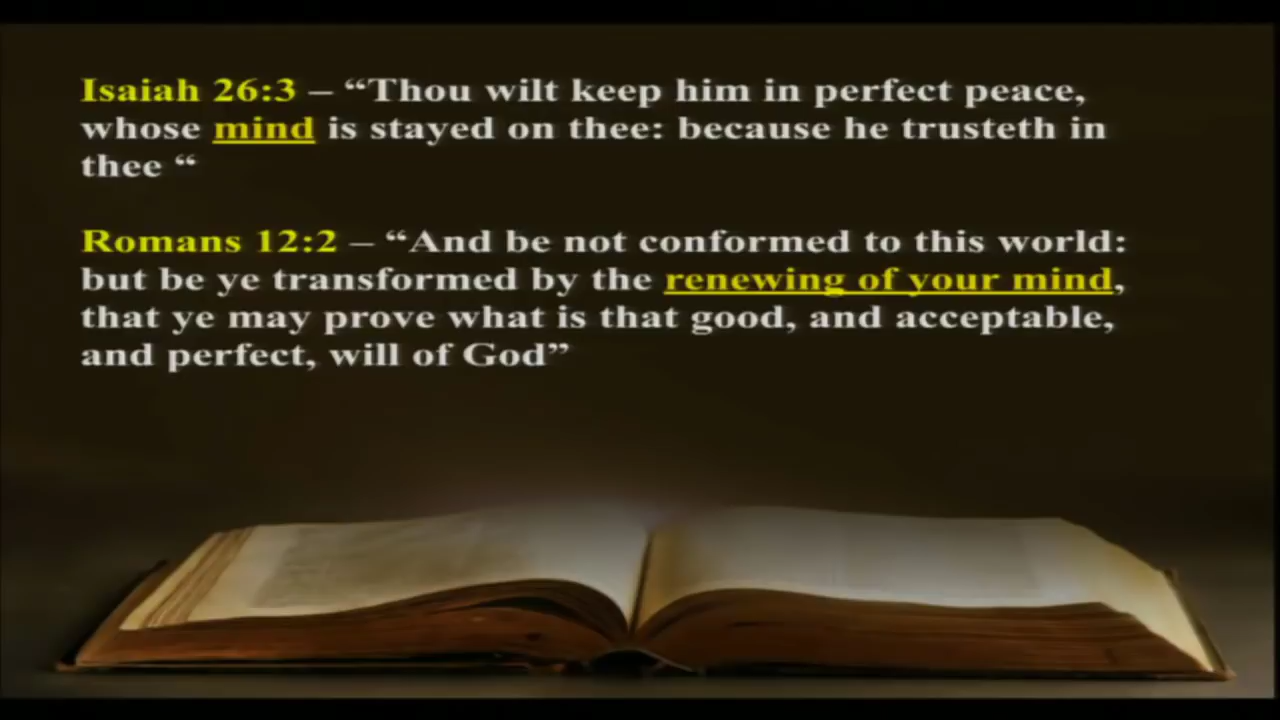 Isaiah 26:3 – “Thou wilt keep him in perfect peace,
whose mind is stayed on thee: because he trusteth in
thee “
Romans 12:2 – “And be not conformed to this world:
but be ye transformed by the renewing of your mind,
that ye may prove what is that good, and acceptable,
and perfect, will of God”